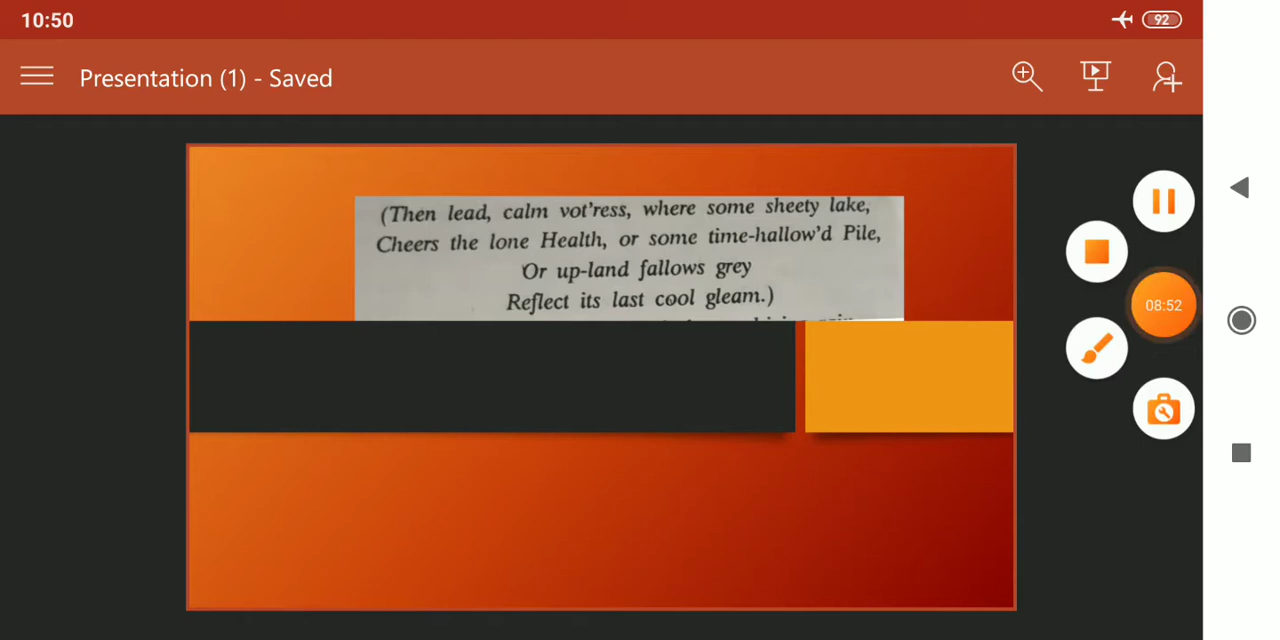 10:50
92
Presentation (1) - Saved
(Then lead, calm vot'ress, where some sheety lake,
Cheers the lone Health, or some time-hallow'd Pile,
Or up-land fallows grey
Reflect its last cool gleam.)
08:52